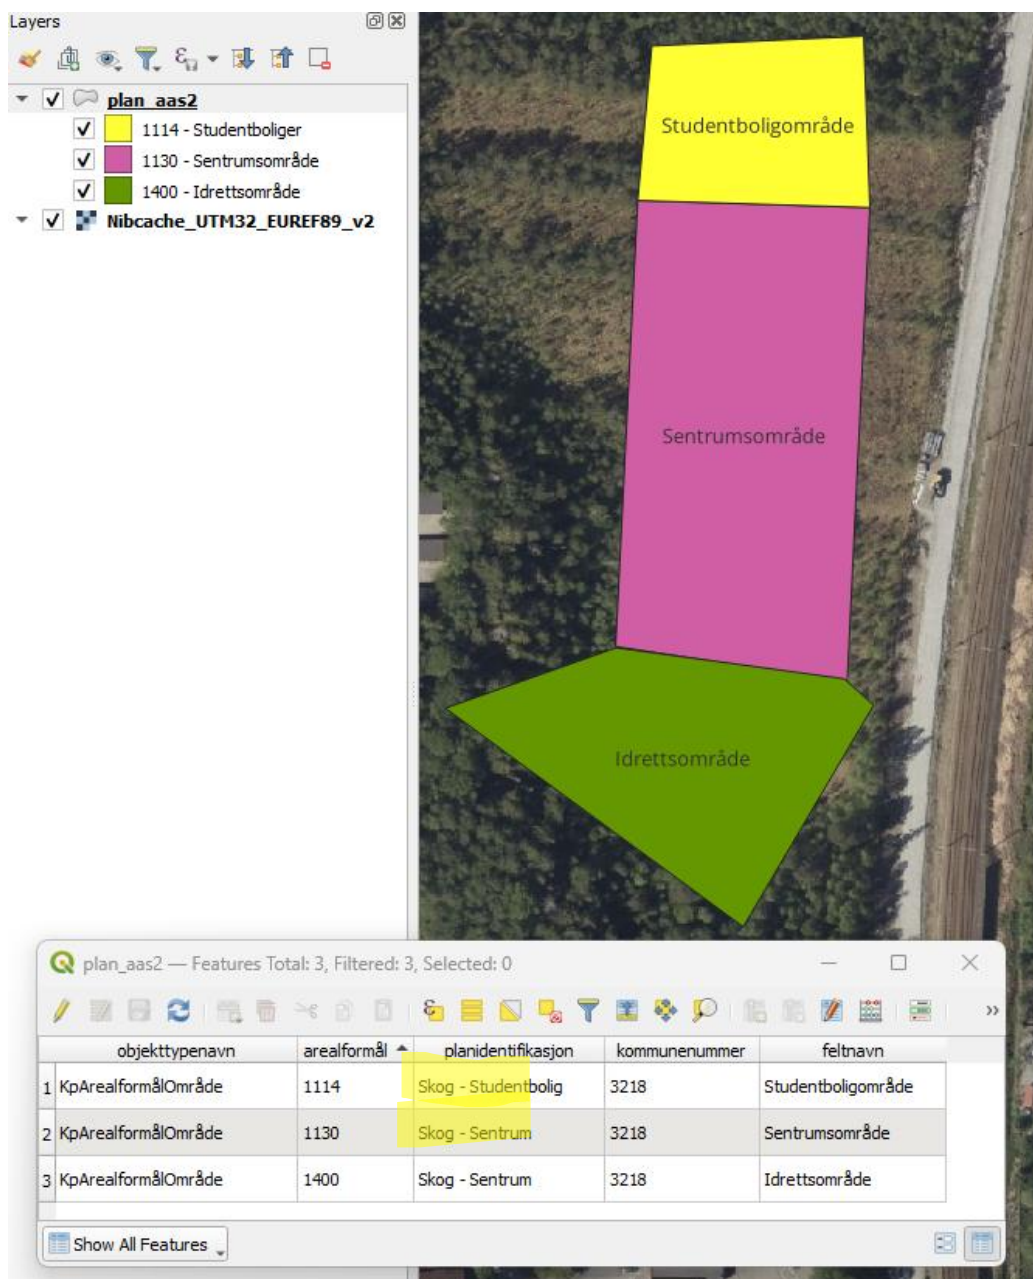 Layers
plan_aas2
1114 - Studentboliger
1130 - Sentrumsområde
1400 - Idrettsområde
Nibcache_UTM32_EUREF89_v2
Studentboligområde
Sentrumsområde
Idrettsområde
plan_aas2 — Features Total: 3, Filtered: 3, Selected: 0
objekttypenavn arealformål planidentifikasjon kommunenummer feltnavn
1 KpArealformålOmråde 1114 Skog - Studentbolig 3218 Studentboligområde
2 KpArealformålOmråde 1130 Skog - Sentrum 3218 Sentrumsområde
3 KpArealformålOmråde 1400 Skog - Sentrum 3218 Idrettsområde
Show All Features